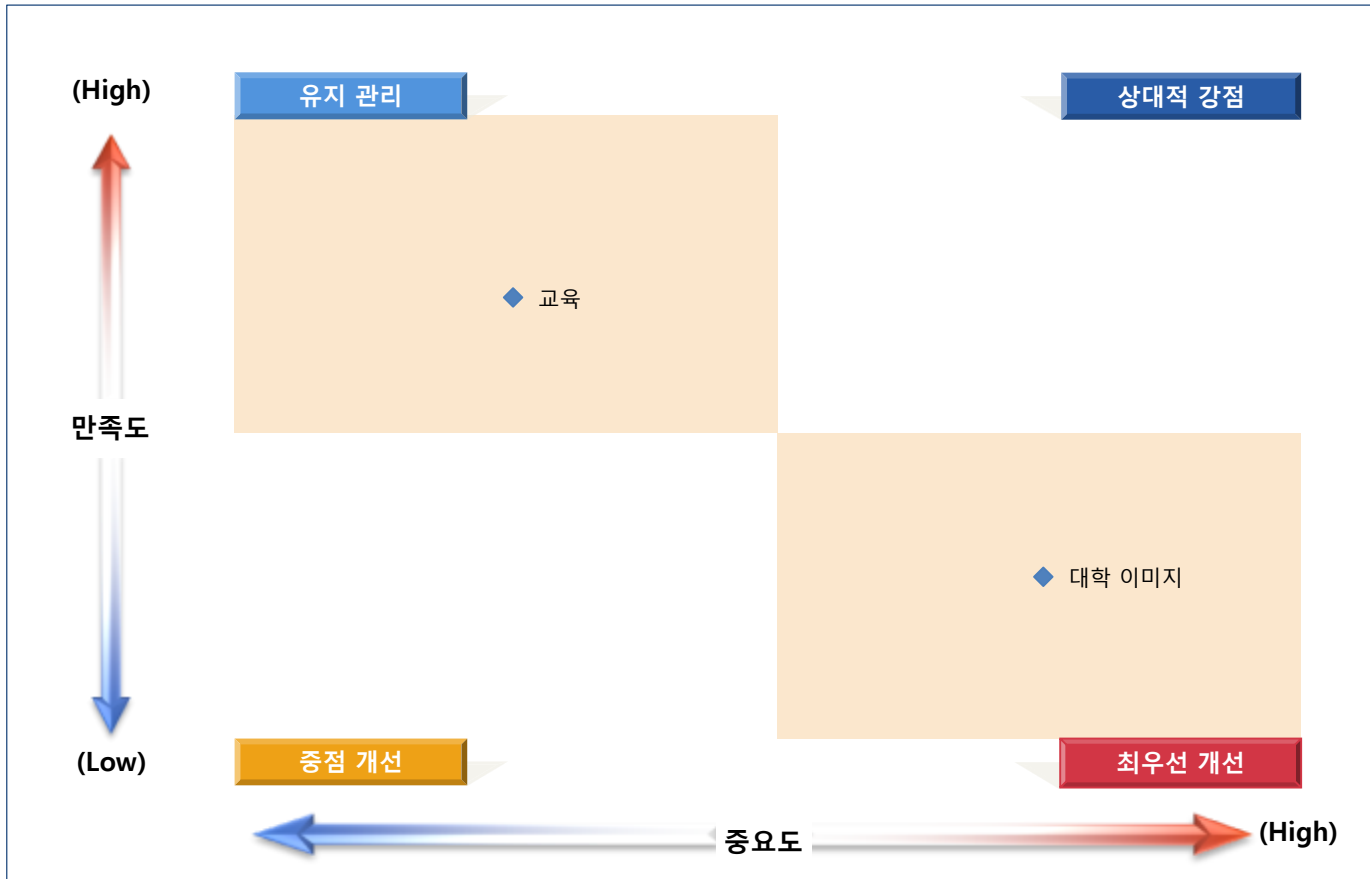 (High)
유지 관리
상대적 강점
교육
만족도
대학 이미지
(Low)
중점 개선
최우선 개선
중요도
(High)